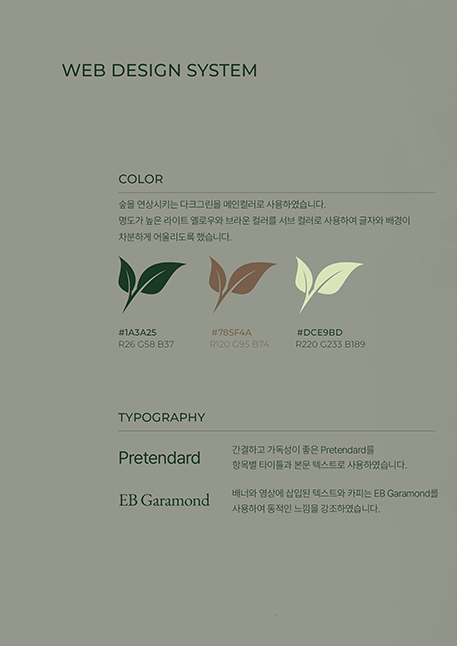 WEB DESIGN SYSTEM
COLOR
숲을 연상시키는 다크그린을 메인컬러로 사용하였습니다.
명도가 높은 라이트 옐로우와 브라운 컬러를 서브 컬러로 사용하여 글자와 배경이
차분하게 어울리도록 했습니다.
#1A3A25 #785F4A #DCE9BD
R26 G58 B37 R120 G95 B74 R220 G233 B189
TYPOGRAPHY
Pretendard
간결하고 가독성이 좋은 Pretendard를
항목별 타이틀과 본문 텍스트로 사용하였습니다.
EB Garamond
배너와 영상에 삽입된 텍스트와 카피는 EB Garamond를
사용하여 동적인 느낌을 강조하였습니다.